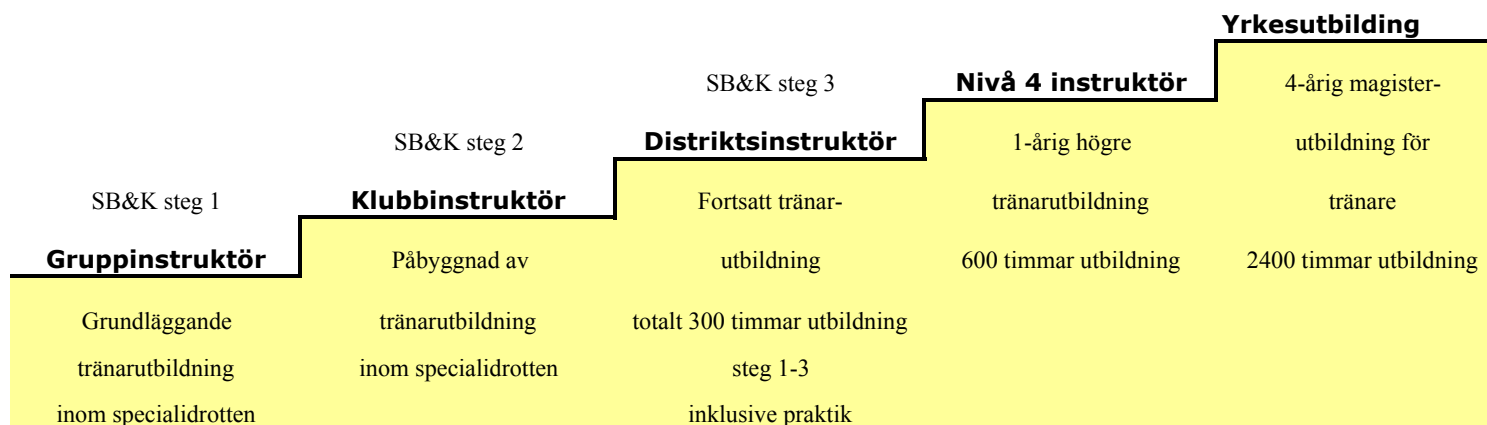 SB&K steg 1
Gruppinstruktör
Grundläggande
tränarutbildning
inom specialidrotten
SB&K steg 2
Klubbinstruktör
Påbyggnad av
tränarutbildning
inom specialidrotten
SB&K steg 3
Distriktsinstruktör
Fortsatt tränar-
utbildning
totalt 300 timmar utbildning
steg 1-3
inklusive praktik
Nivå 4 instruktör
1-årig högre
tränarutbildning
600 timmar utbildning
Yrkesutbilding
4-årig magister-
utbildning för
tränare
2400 timmar utbildning